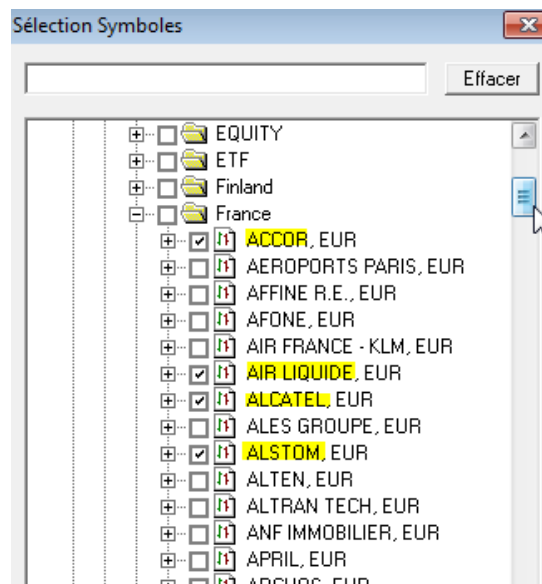 Sélection Symboles
Effacer
EQUITY
ETF
Finland
France
ACCOR, EUR
AEROPORTS PARIS, EUR
AFFINE R.E., EUR
AFONE, EUR
AIR FRANCE - KLM, EUR
AIR LIQUIDE, EUR
ALCATEL, EUR
ALES GROUPE, EUR
ALSTOM, EUR
ALTEN, EUR
ALTRAN TECH, EUR
ANF IMMOBILIER, EUR
APRIL, EUR
ARCHOS, EUR